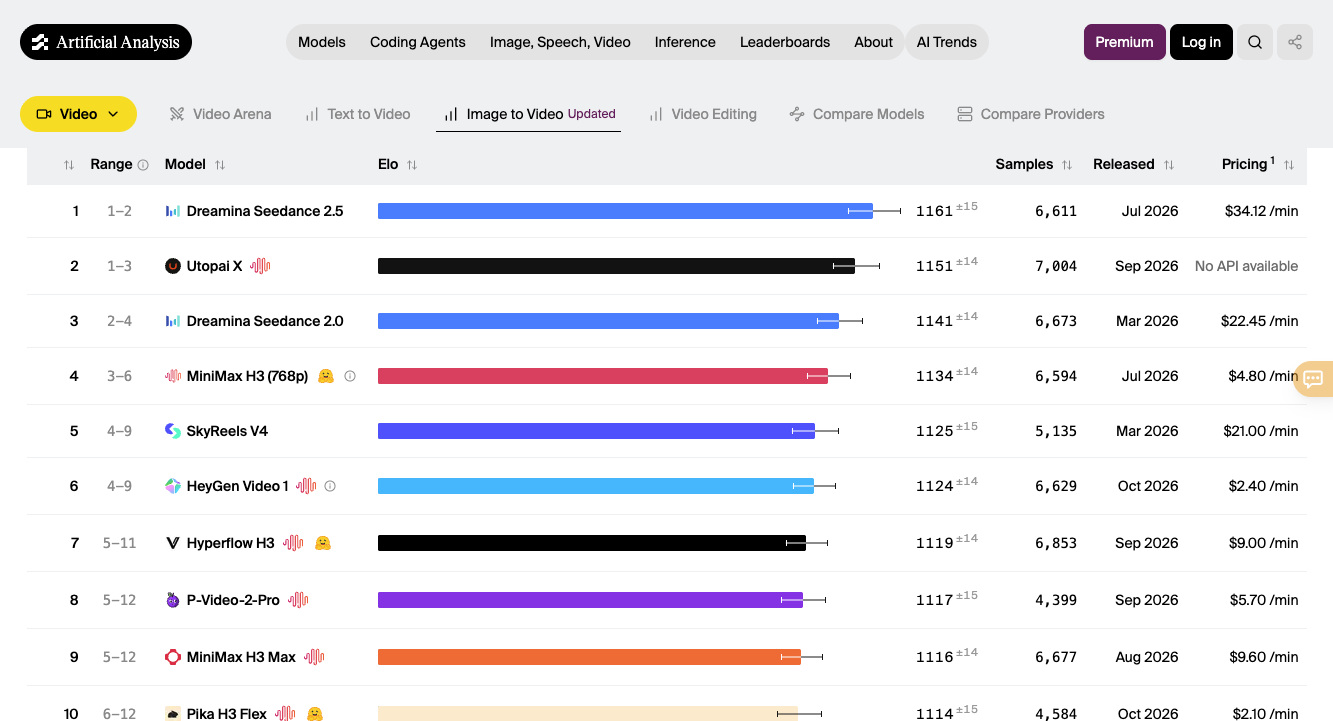 Artificial Analysis Models Coding Agents Image, Speech, Video Inference Leaderboards About AI Trends Premium Log in
Video Video Arena Text to Video Image to Video Updated Video Editing Compare Models Compare Providers
Range Model Elo Samples Released Pricing 1
1 1–2 Dreamina Seedance 2.5 1161 ±15 6,611 Jul 2026 $34.12 /min
2 1–3 Utopai X 1151 ±14 7,004 Sep 2026 No API available
3 2–4 Dreamina Seedance 2.0 1141 ±14 6,673 Mar 2026 $22.45 /min
4 3–6 MiniMax H3 (768p) 1134 ±14 6,594 Jul 2026 $4.80 /min
5 4–9 SkyReels V4 1125 ±15 5,135 Mar 2026 $21.00 /min
6 4–9 HeyGen Video 1 1124 ±14 6,629 Oct 2026 $2.40 /min
7 5–11 Hyperflow H3 1119 ±14 6,853 Sep 2026 $9.00 /min
8 5–12 P-Video-2-Pro 1117 ±15 4,399 Sep 2026 $5.70 /min
9 5–12 MiniMax H3 Max 1116 ±14 6,677 Aug 2026 $9.60 /min
10 6–12 Pika H3 Flex 1114 ±15 4,584 Oct 2026 $2.10 /min